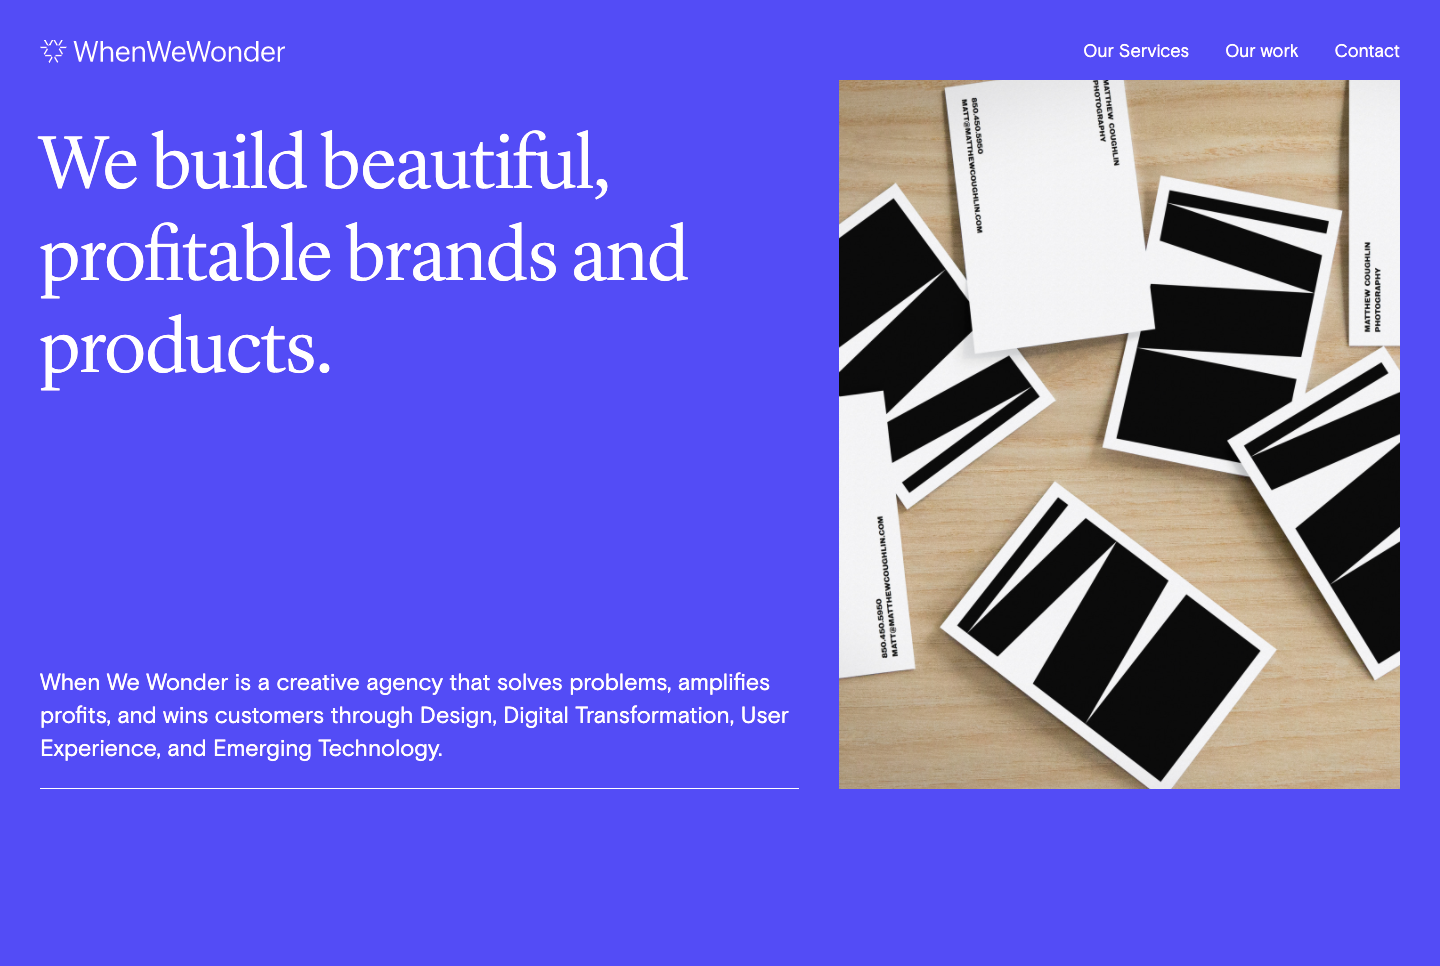 WhenWeWonder
Our Services
Our work
Contact
We build beautiful,
profitable brands and
products.
When We Wonder is a creative agency that solves problems, amplifies
profits, and wins customers through Design, Digital Transformation, User
Experience, and Emerging Technology.
850.450.5950
MATT@MATTHEWCOUGHLIN.COM
MATTHEW COUGHLIN
PHOTOGRAPHY
MATTHEW COUGHLIN
PHOTOGRAPHY
850.450.5950
MATT@MATTHEWCOUGHLIN.COM